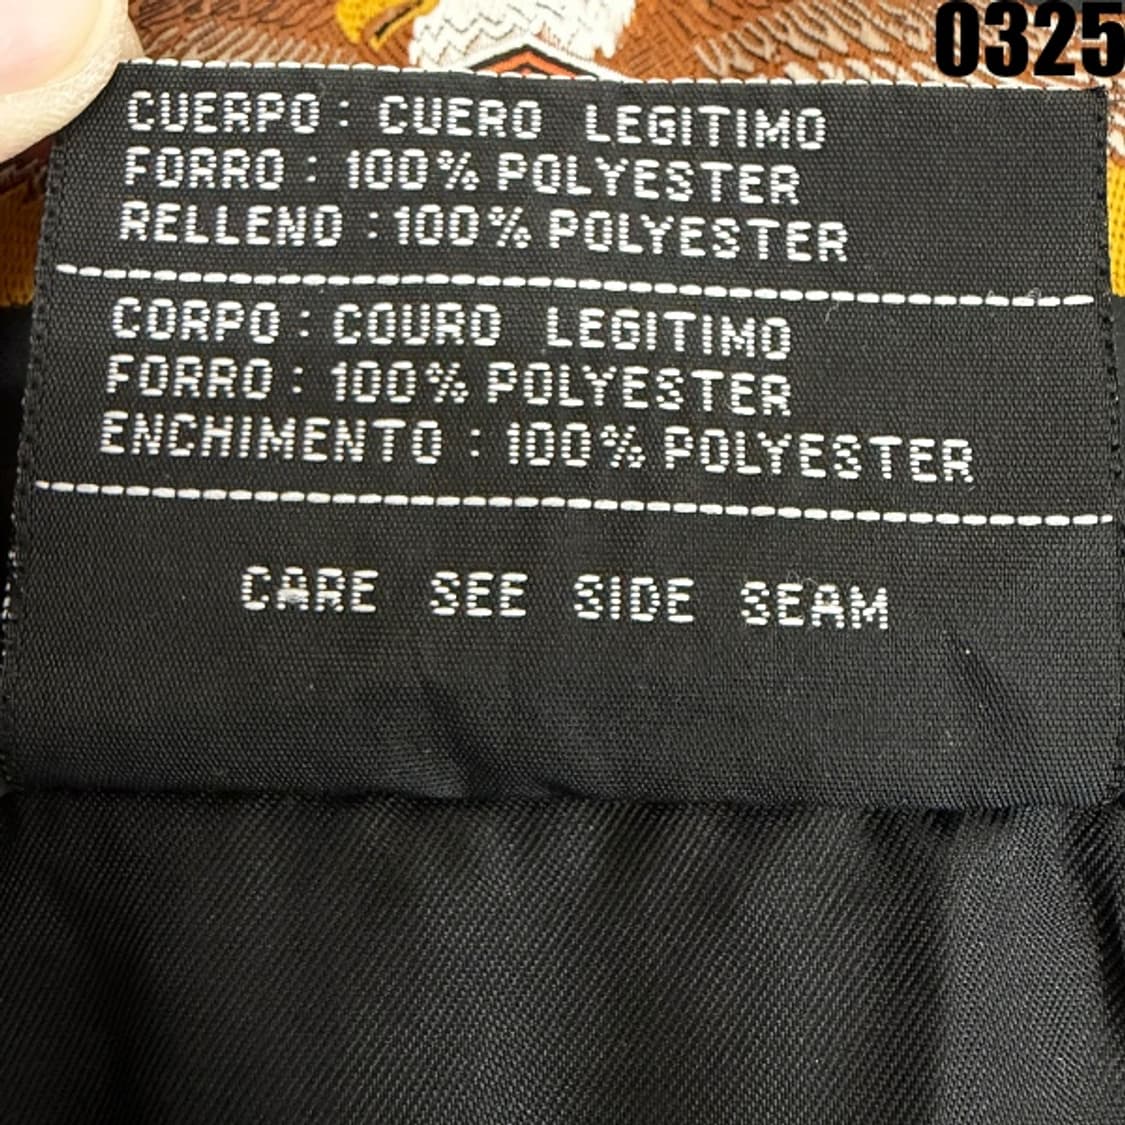 0325
CUERPO : CUERO LEGITIMO
FORRO : 100% POLYESTER
RELLENO : 100% POLYESTER
CORPO : COURO LEGITIMO
FORRO : 100% POLYESTER
ENCHIMENTO : 100% POLYESTER
CARE SEE SIDE SEAM